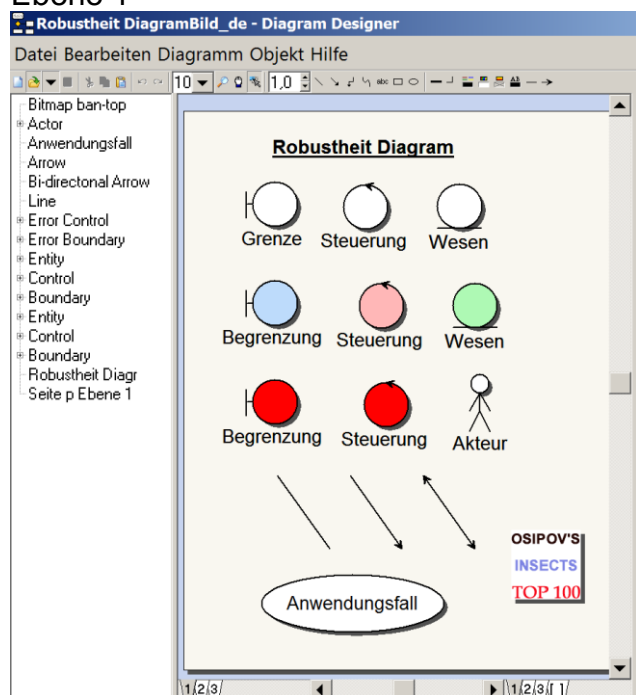 Ebene 1
Robustheit DiagramBild_de - Diagram Designer
Datei Bearbeiten Diagramm Objekt Hilfe
10 1,0 abc
Bitmap ban-top
Actor
Anwendungsfall
Arrow
Bi-directonal Arrow
Line
Error Control
Error Boundary
Entity
Control
Boundary
Entity
Control
Boundary
Robustheit Diagr
Seite p Ebene 1
Robustheit Diagram
Grenze Steuerung Wesen
Begrenzung Steuerung Wesen
Begrenzung Steuerung Akteur
OSIPOV'S
INSECTS
TOP 100
Anwendungsfall
\1/2/3/ \1/2/3/[ ]/